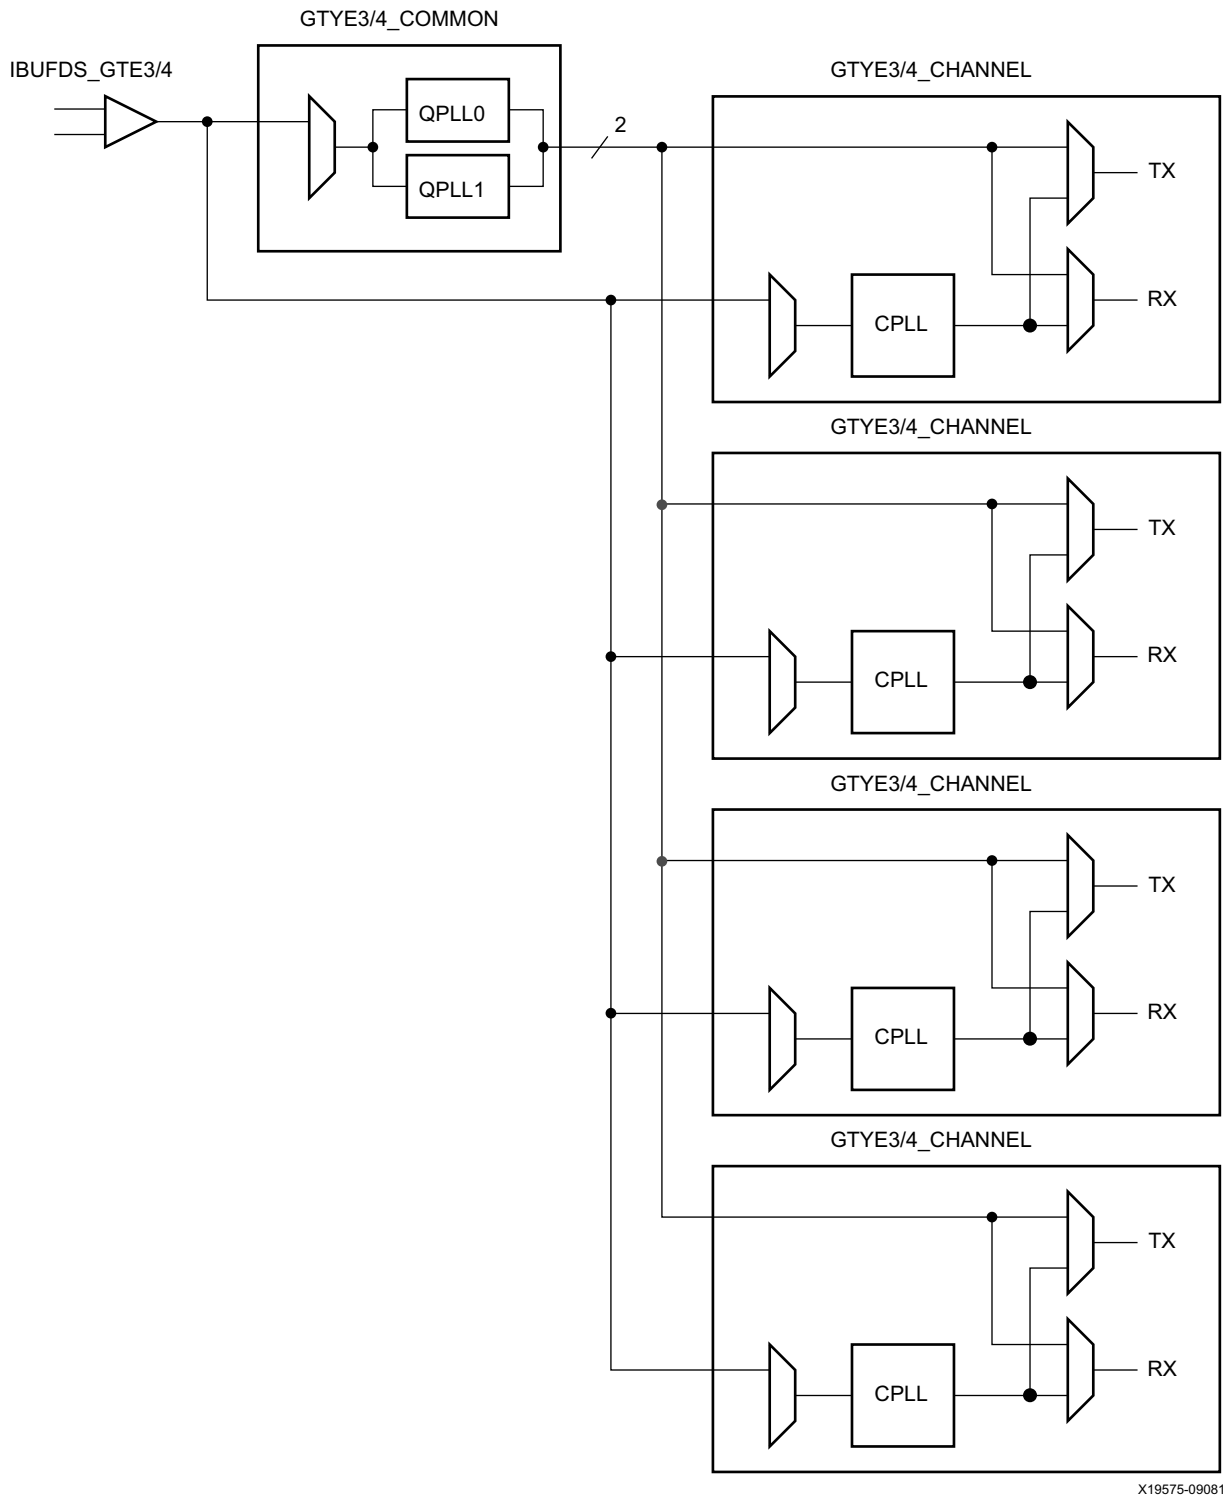 GTYE3/4_COMMON
IBUFDS_GTE3/4
GTYE3/4_CHANNEL
QPLL0
2
TX
QPLL1
RX
CPLL
GTYE3/4_CHANNEL
TX
RX
CPLL
GTYE3/4_CHANNEL
TX
RX
CPLL
GTYE3/4_CHANNEL
TX
RX
CPLL
X19575-09081